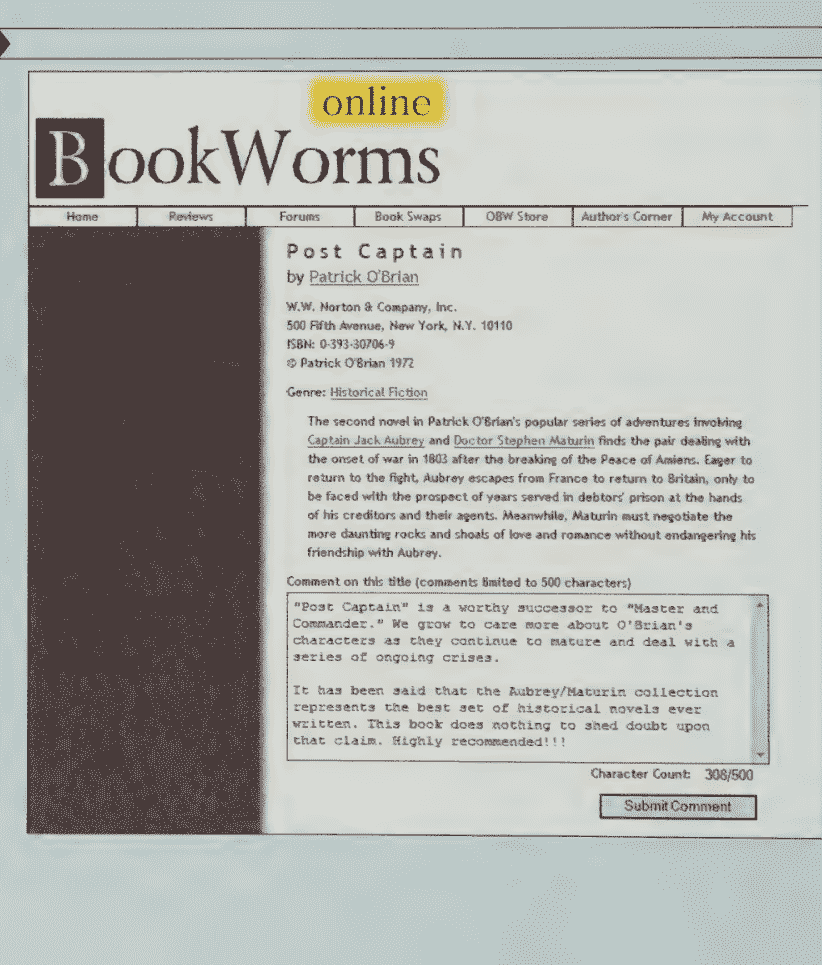 online
BookWorms
Home Reviews Forums Book Swaps OBW Store Author's Corner My Account
Post Captain
by Patrick O'Brian
W.W. Norton & Company, Inc.
500 Fifth Avenue, New York, N.Y. 10110
ISBN: 0-393-30706-9
© Patrick O'Brian 1972
Genre: Historical Fiction
The second novel in Patrick O'Brian's popular series of adventures involving
Captain Jack Aubrey and Doctor Stephen Maturin finds the pair dealing with
the onset of war in 1803 after the breaking of the Peace of Amiens. Eager to
return to the fight, Aubrey escapes from France to return to Britain, only to
be faced with the prospect of years served in debtors' prison at the hands
of his creditors and their agents. Meanwhile, Maturin must negotiate the
more daunting rocks and shoals of love and romance without endangering his
friendship with Aubrey.
Comment on this title (comments limited to 500 characters)
"Post Captain" is a worthy successor to "Master and
Commander." We grow to care more about O'Brian's
characters as they continue to mature and deal with a
series of ongoing crises.
It has been said that the Aubrey/Maturin collection
represents the best set of historical novels ever
written. This book does nothing to shed doubt upon
that claim. Highly recommended!!!
Character Count: 308/500
Submit Comment